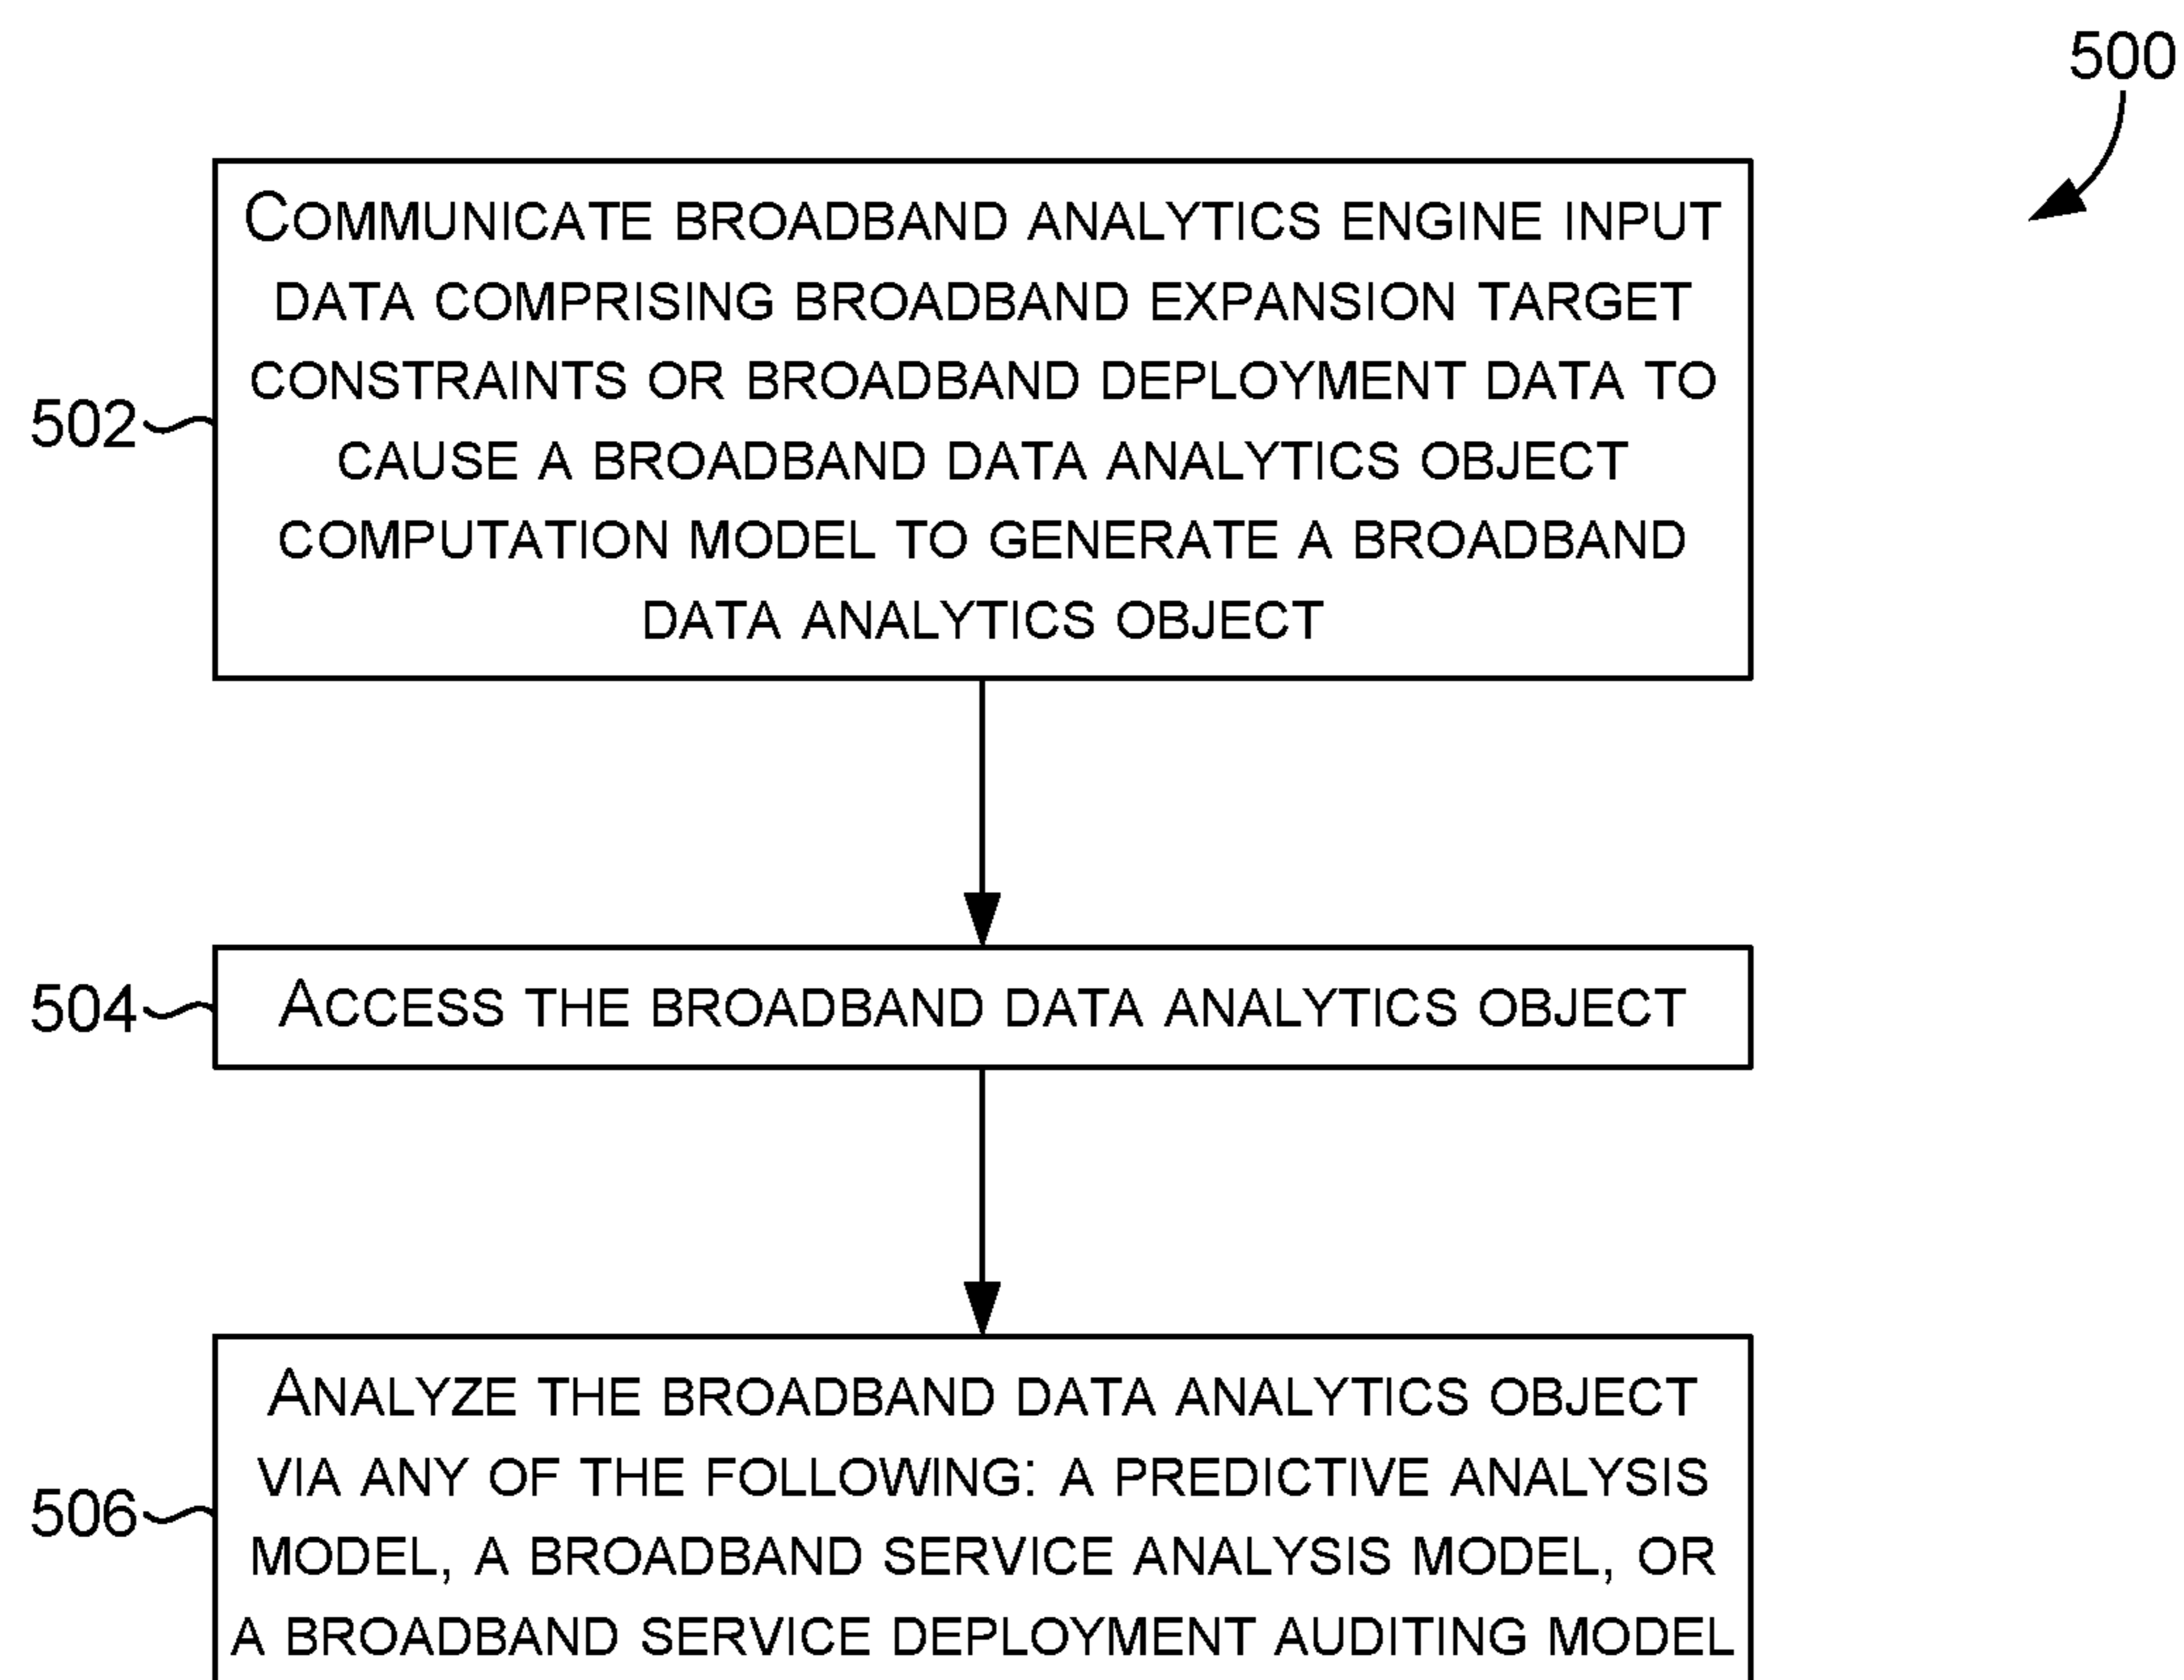 500
COMMUNICATE BROADBAND ANALYTICS ENGINE INPUT
DATA COMPRISING BROADBAND EXPANSION TARGET
CONSTRAINTS OR BROADBAND DEPLOYMENT DATA TO
CAUSE A BROADBAND DATA ANALYTICS OBJECT
COMPUTATION MODEL TO GENERATE A BROADBAND
DATA ANALYTICS OBJECT
502
504
ACCESS THE BROADBAND DATA ANALYTICS OBJECT
ANALYZE THE BROADBAND DATA ANALYTICS OBJECT
VIA ANY OF THE FOLLOWING: A PREDICTIVE ANALYSIS
MODEL, A BROADBAND SERVICE ANALYSIS MODEL, OR
A BROADBAND SERVICE DEPLOYMENT AUDITING MODEL
506